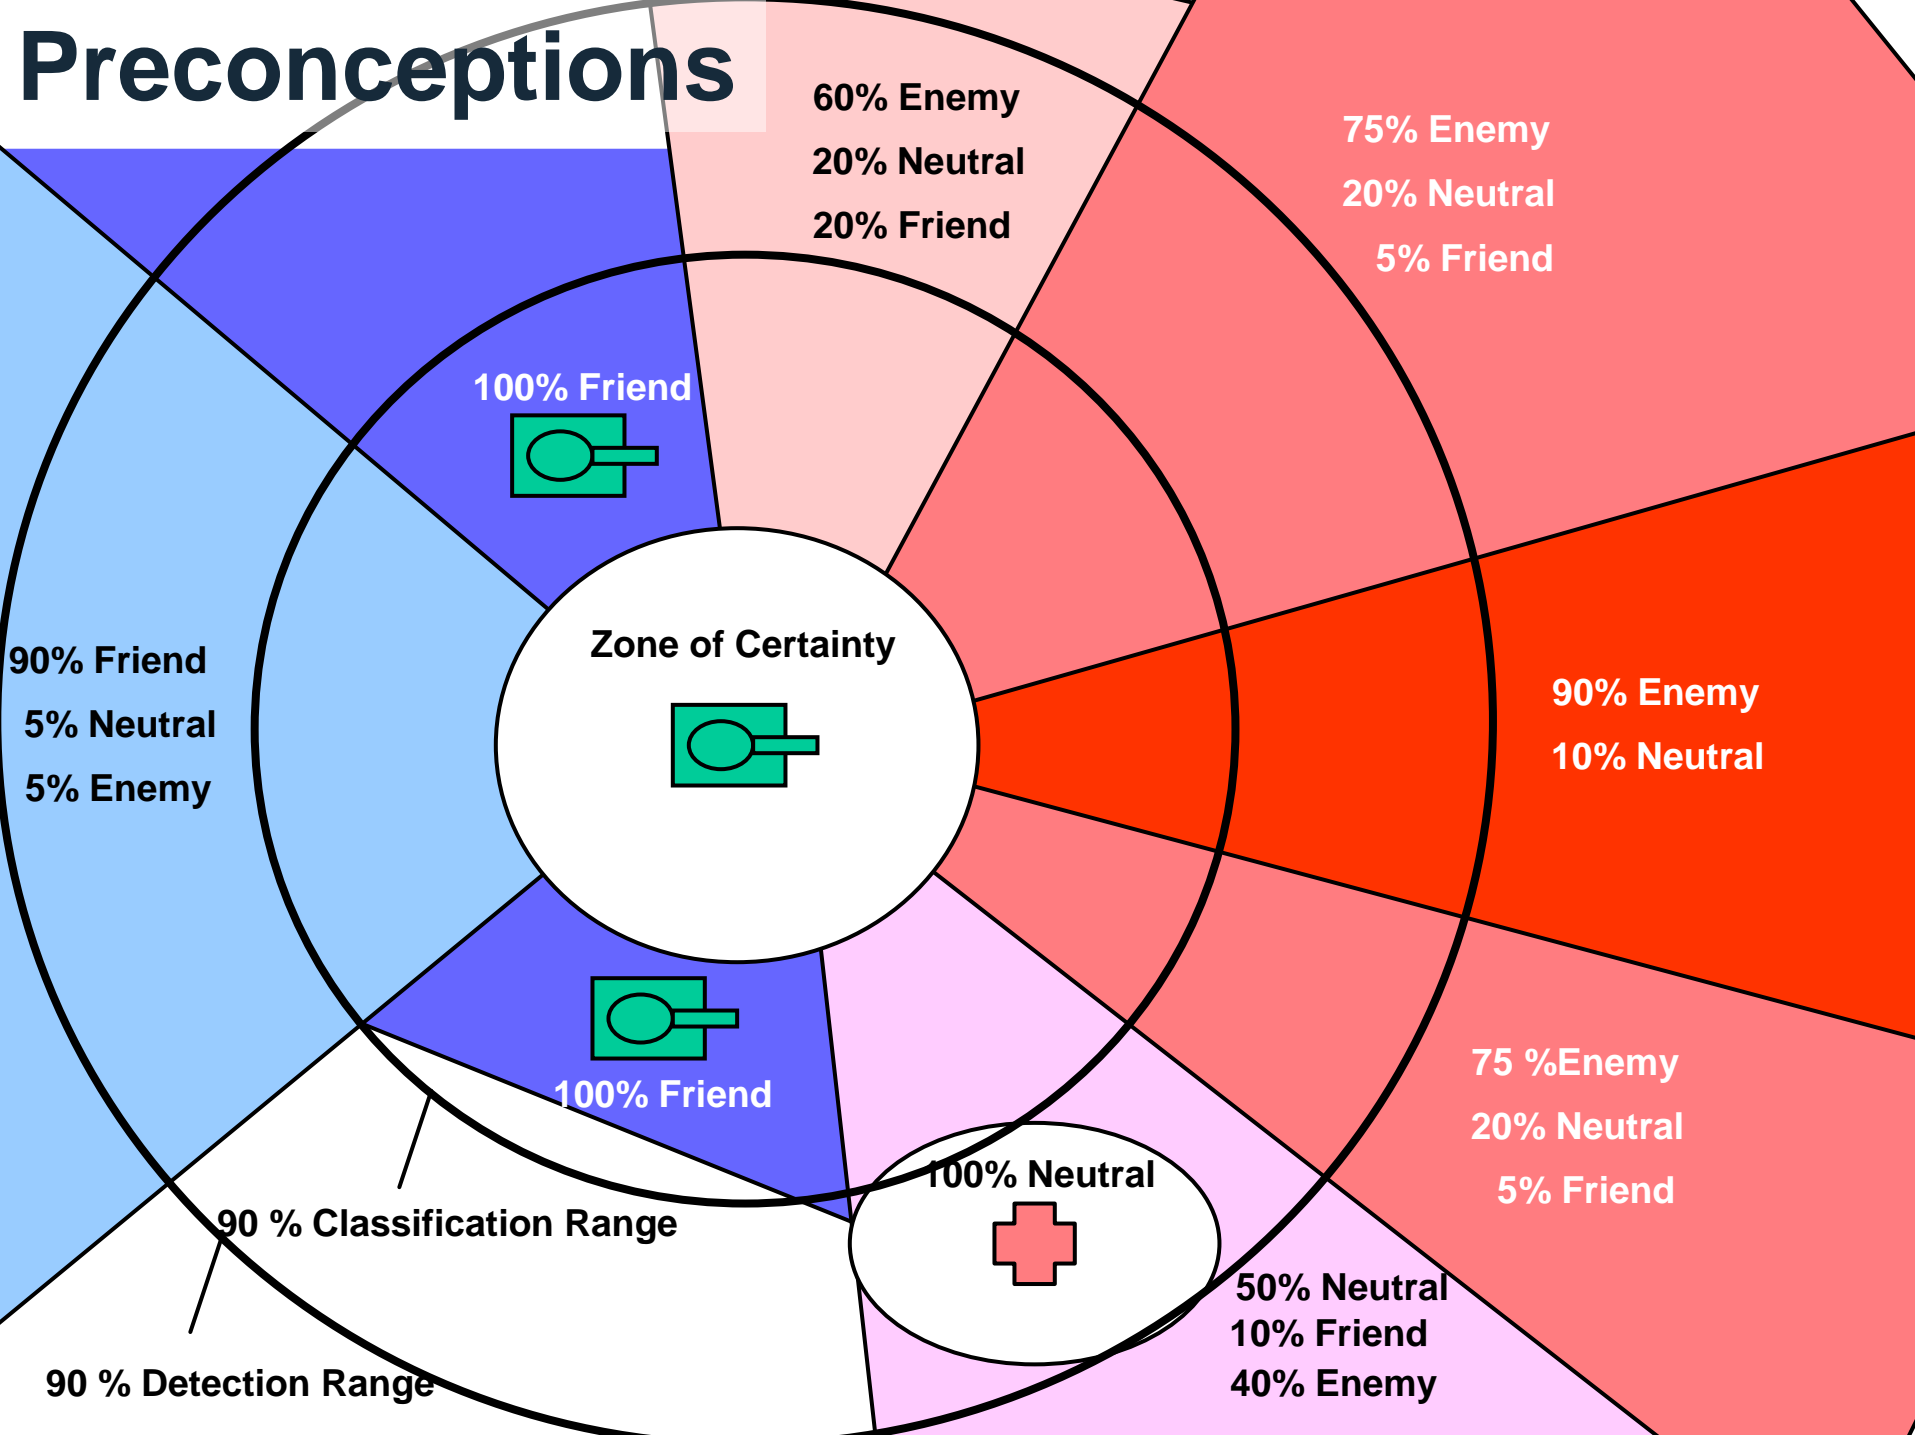 Preconceptions
60% Enemy
20% Neutral
20% Friend
75% Enemy
20% Neutral
5% Friend
100% Friend
Zone of Certainty
90% Friend
5% Neutral
5% Enemy
90% Enemy
10% Neutral
100% Friend
75 %Enemy
20% Neutral
5% Friend
100% Neutral
90 % Classification Range
50% Neutral
10% Friend
40% Enemy
90 % Detection Range